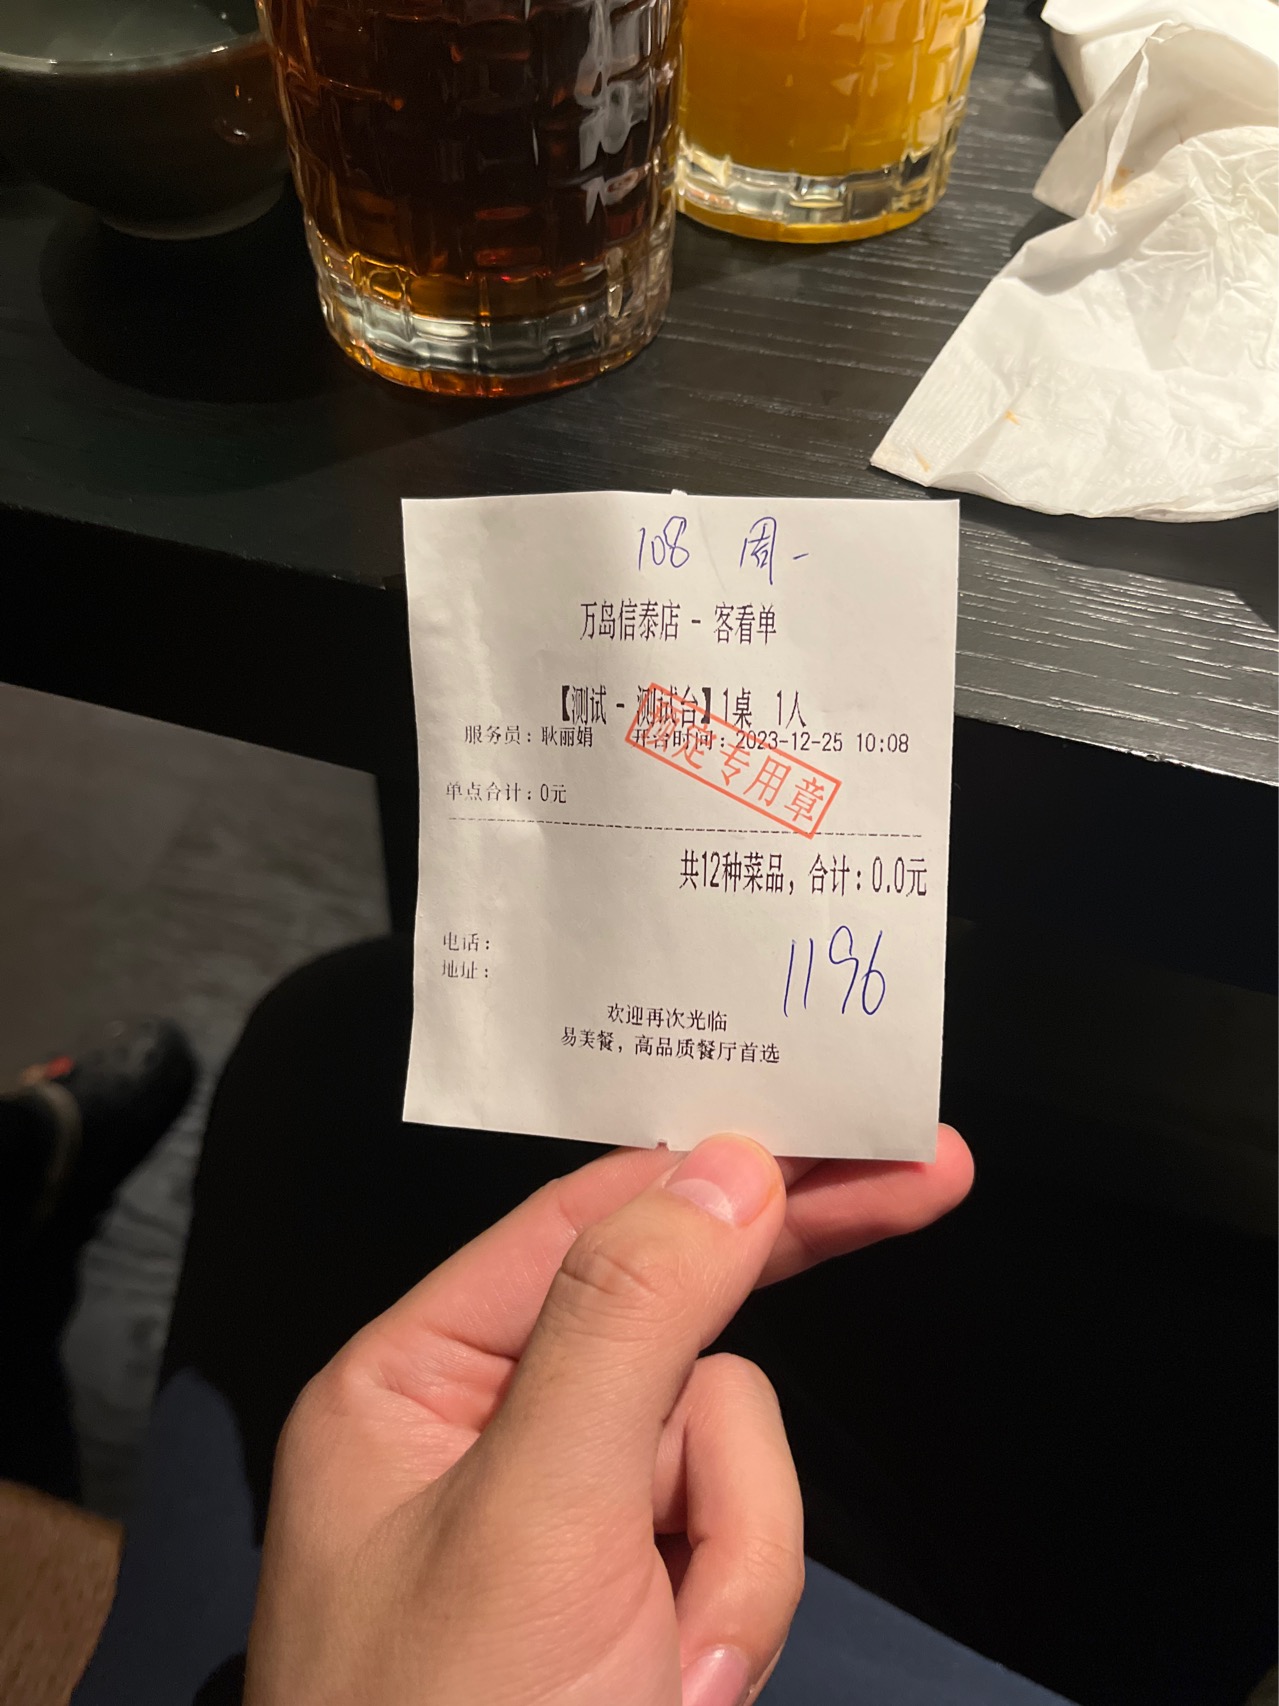 108 周一
万岛信泰店 - 客看单
【测试 - 测试台】1桌 1人
服务员：耿丽娟 开台时间：2023-12-25 10:08
定专用章
单点合计：0元
共12种菜品，合计：0.0元
1196
电话：
地址：
欢迎再次光临
易美餐，高品质餐厅首选